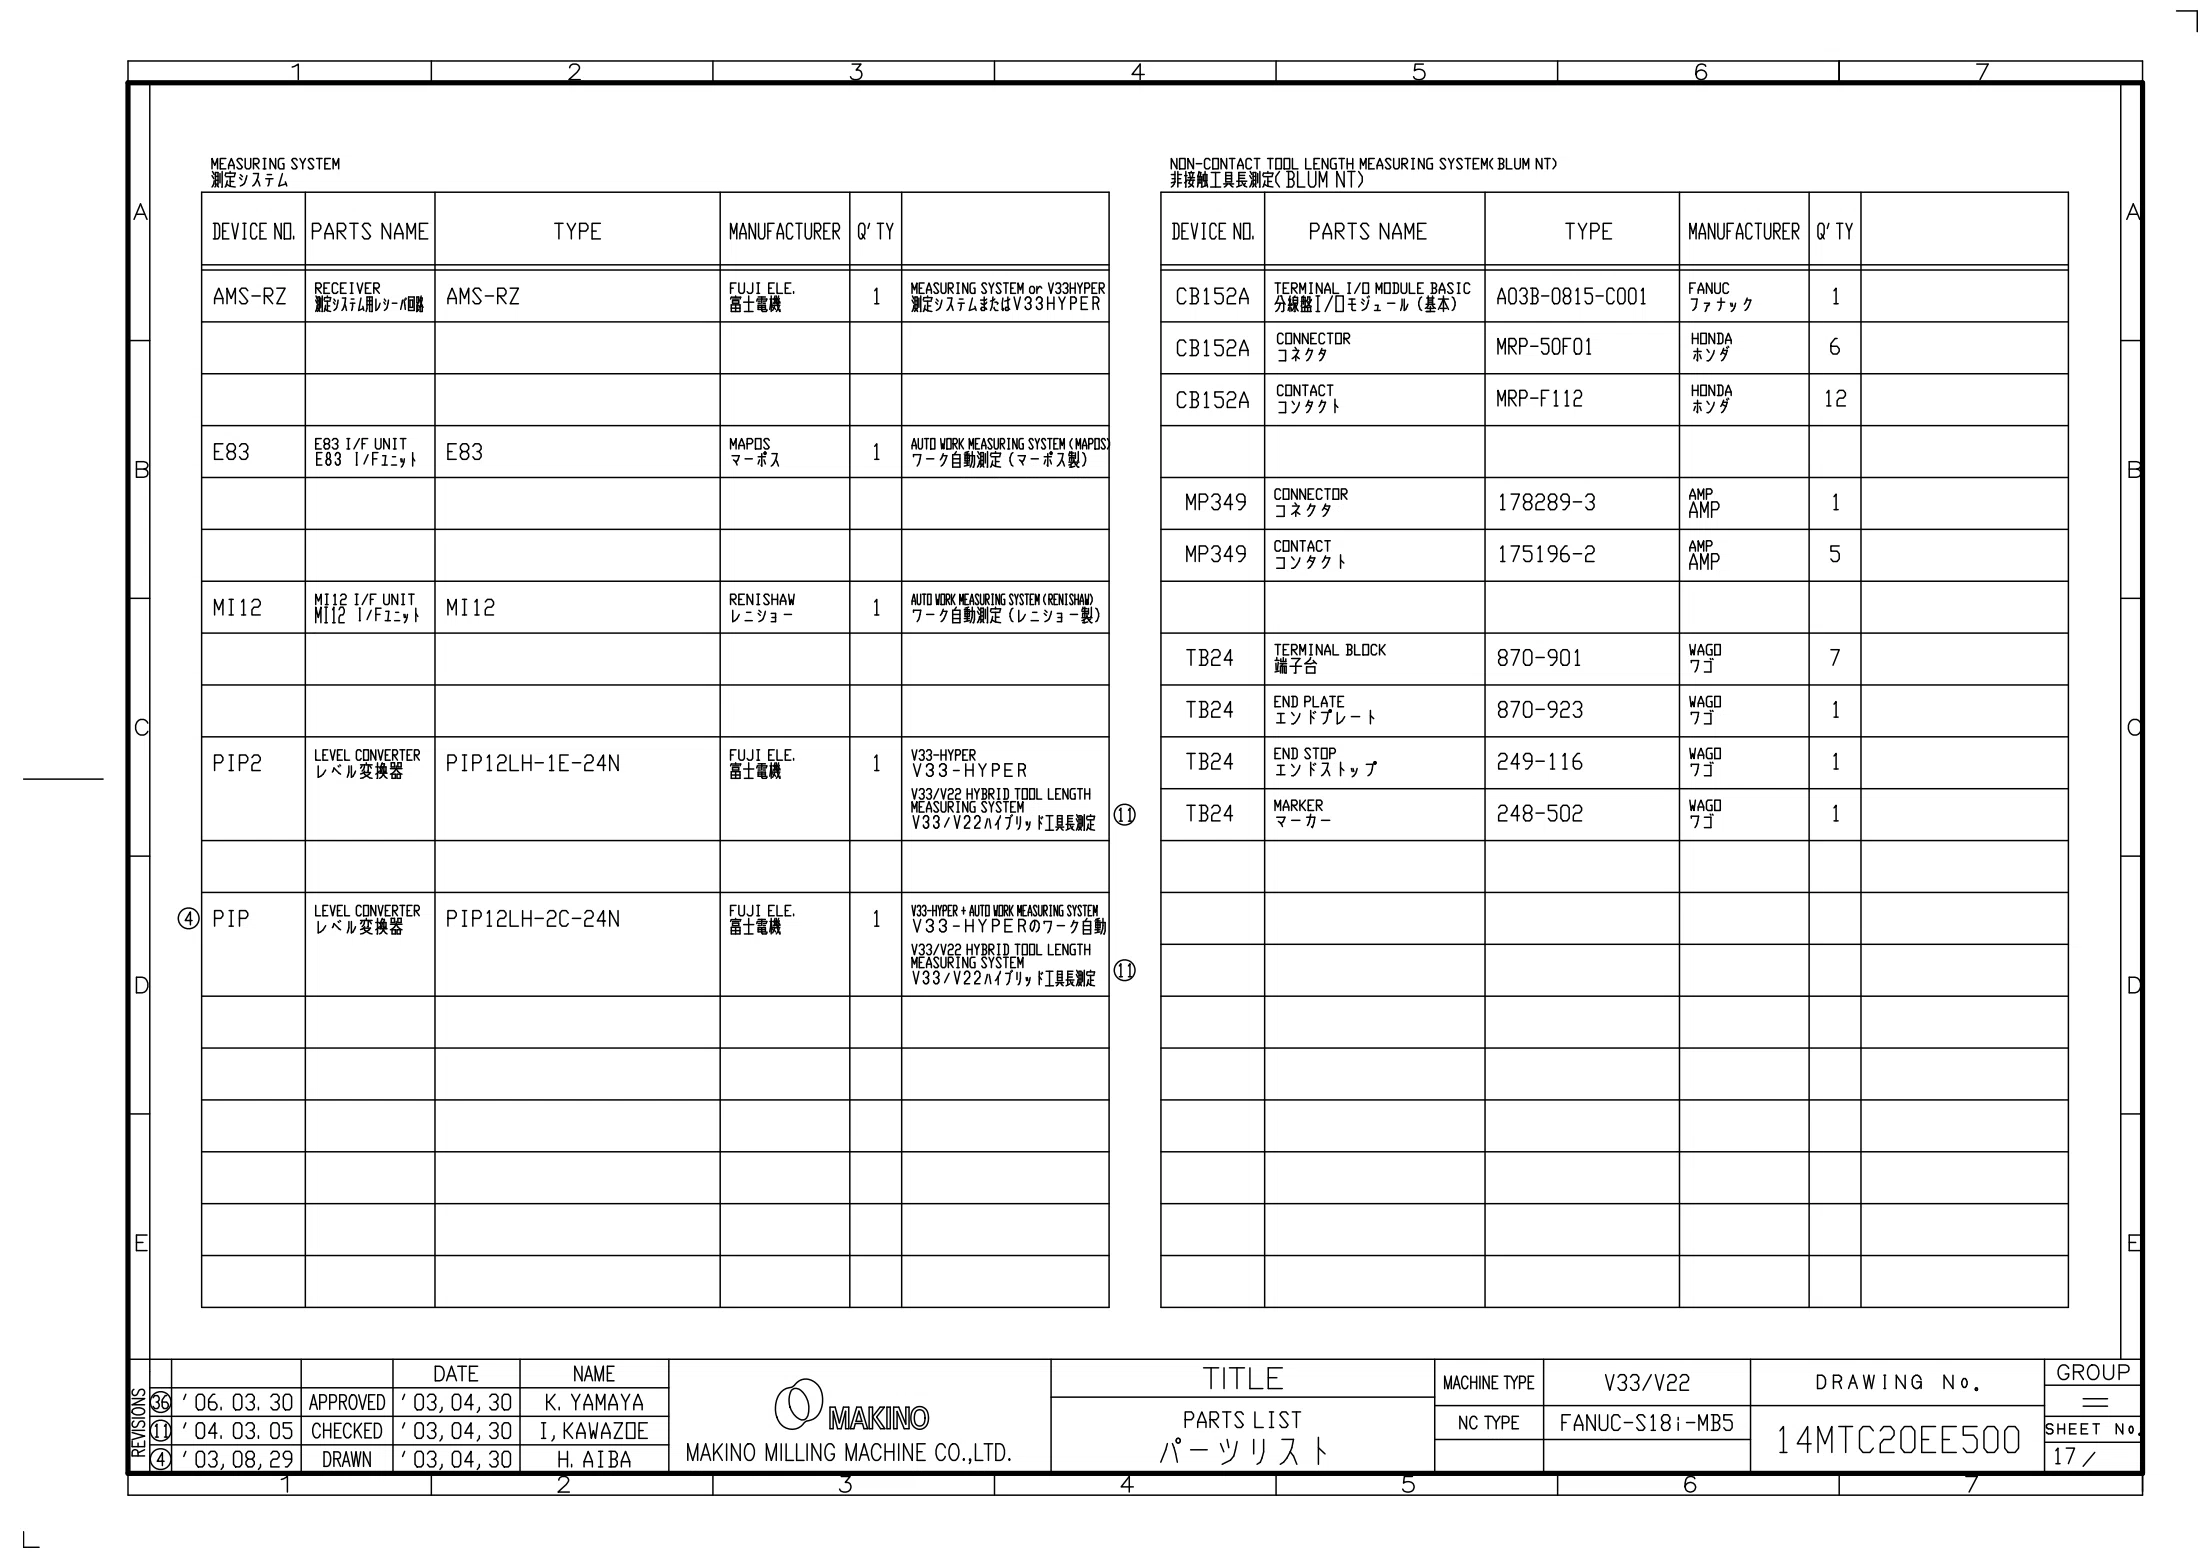 1 2 3 4 5 6 7
MEASURING SYSTEM
測定システム
DEVICE NO. PARTS NAME TYPE MANUFACTURER Q'TY
AMS-RZ RECEIVER AMS-RZ FUJI ELE. 1 MEASURING SYSTEM or V33HYPER
測定システム用レシーバ回路 富士電機 測定システムまたはV33HYPER
E83 E83 I/F UNIT E83 MAPOS 1 AUTO WORK MEASURING SYSTEM (MAPOS)
E83 I/Fユニット マーポス ワーク自動測定(マーポス製)
MI12 MI12 I/F UNIT MI12 RENISHAW 1 AUTO WORK MEASURING SYSTEM (RENISHAW)
MI12 I/Fユニット レニショー ワーク自動測定(レニショー製)
PIP2 LEVEL CONVERTER PIP12LH-1E-24N FUJI ELE. 1 V33-HYPER
レベル変換器 富士電機 V33-HYPER
V33/V22 HYBRID TOOL LENGTH
MEASURING SYSTEM
V33/V22ハイブリッド工具長測定 11
4 PIP LEVEL CONVERTER PIP12LH-2C-24N FUJI ELE. 1 V33-HYPER + AUTO WORK MEASURING SYSTEM
レベル変換器 富士電機 V33-HYPERのワーク自動
V33/V22 HYBRID TOOL LENGTH
MEASURING SYSTEM
V33/V22ハイブリッド工具長測定 11
NON-CONTACT TOOL LENGTH MEASURING SYSTEM(BLUM NT)
非接触工具長測定(BLUM NT)
DEVICE NO. PARTS NAME TYPE MANUFACTURER Q'TY
CB152A TERMINAL I/O MODULE BASIC A03B-0815-C001 FANUC 1
分線盤I/Oモジュール(基本) ファナック
CB152A CONNECTOR MRP-50F01 HONDA 6
コネクタ ホンダ
CB152A CONTACT MRP-F112 HONDA 12
コンタクト ホンダ
MP349 CONNECTOR 178289-3 AMP 1
コネクタ AMP
MP349 CONTACT 175196-2 AMP 5
コンタクト AMP
TB24 TERMINAL BLOCK 870-901 WAGO 7
端子台 ワゴ
TB24 END PLATE 870-923 WAGO 1
エンドプレート ワゴ
TB24 END STOP 249-116 WAGO 1
エンドストップ ワゴ
TB24 MARKER 248-502 WAGO 1
マーカー ワゴ
A A
B B
C C
D D
E E
REVISIONS
DATE NAME
36 '06. 03. 30 APPROVED '03, 04, 30 K. YAMAYA
11 '04. 03. 05 CHECKED '03, 04, 30 I, KAWAZOE
4 '03, 08, 29 DRAWN '03, 04, 30 H. AIBA
MAKINO
MAKINO MILLING MACHINE CO.,LTD.
TITLE
PARTS LIST
パーツリスト
MACHINE TYPE V33/V22
NC TYPE FANUC-S18i-MB5
DRAWING No.
14MTC20EE500
GROUP
=
SHEET No.
17/
1 2 3 4 5 6 7